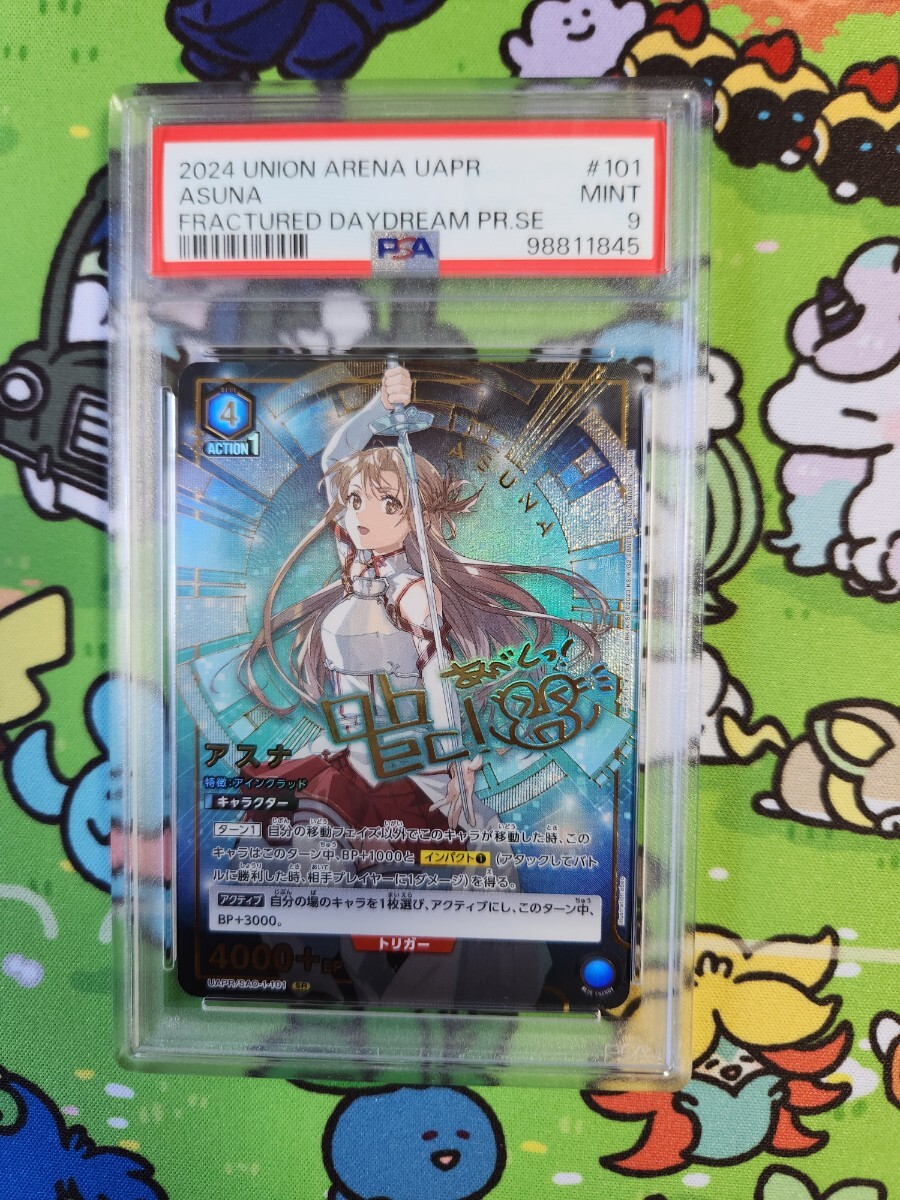 2024 UNION ARENA UAPR #101
ASUNA MINT
FRACTURED DAYDREAM PR.SE 9
PSA 98811845
4
ACTION 1
ASUNA
abec
アスナ
特徴:アインクラッド
キャラクター
ターン1 自分の移動フェイズ以外でこのキャラが移動した時、この
キャラはこのターン中、BP+1000と インパクト❶ (アタックしてバト
ルに勝利した時、相手プレイヤーに1ダメージ)を得る。
アクティブ 自分の場のキャラを1枚選び、アクティブにし、このターン中、
BP+3000。
トリガー
4000+ BP
UAPR/SAO-1-101 SR